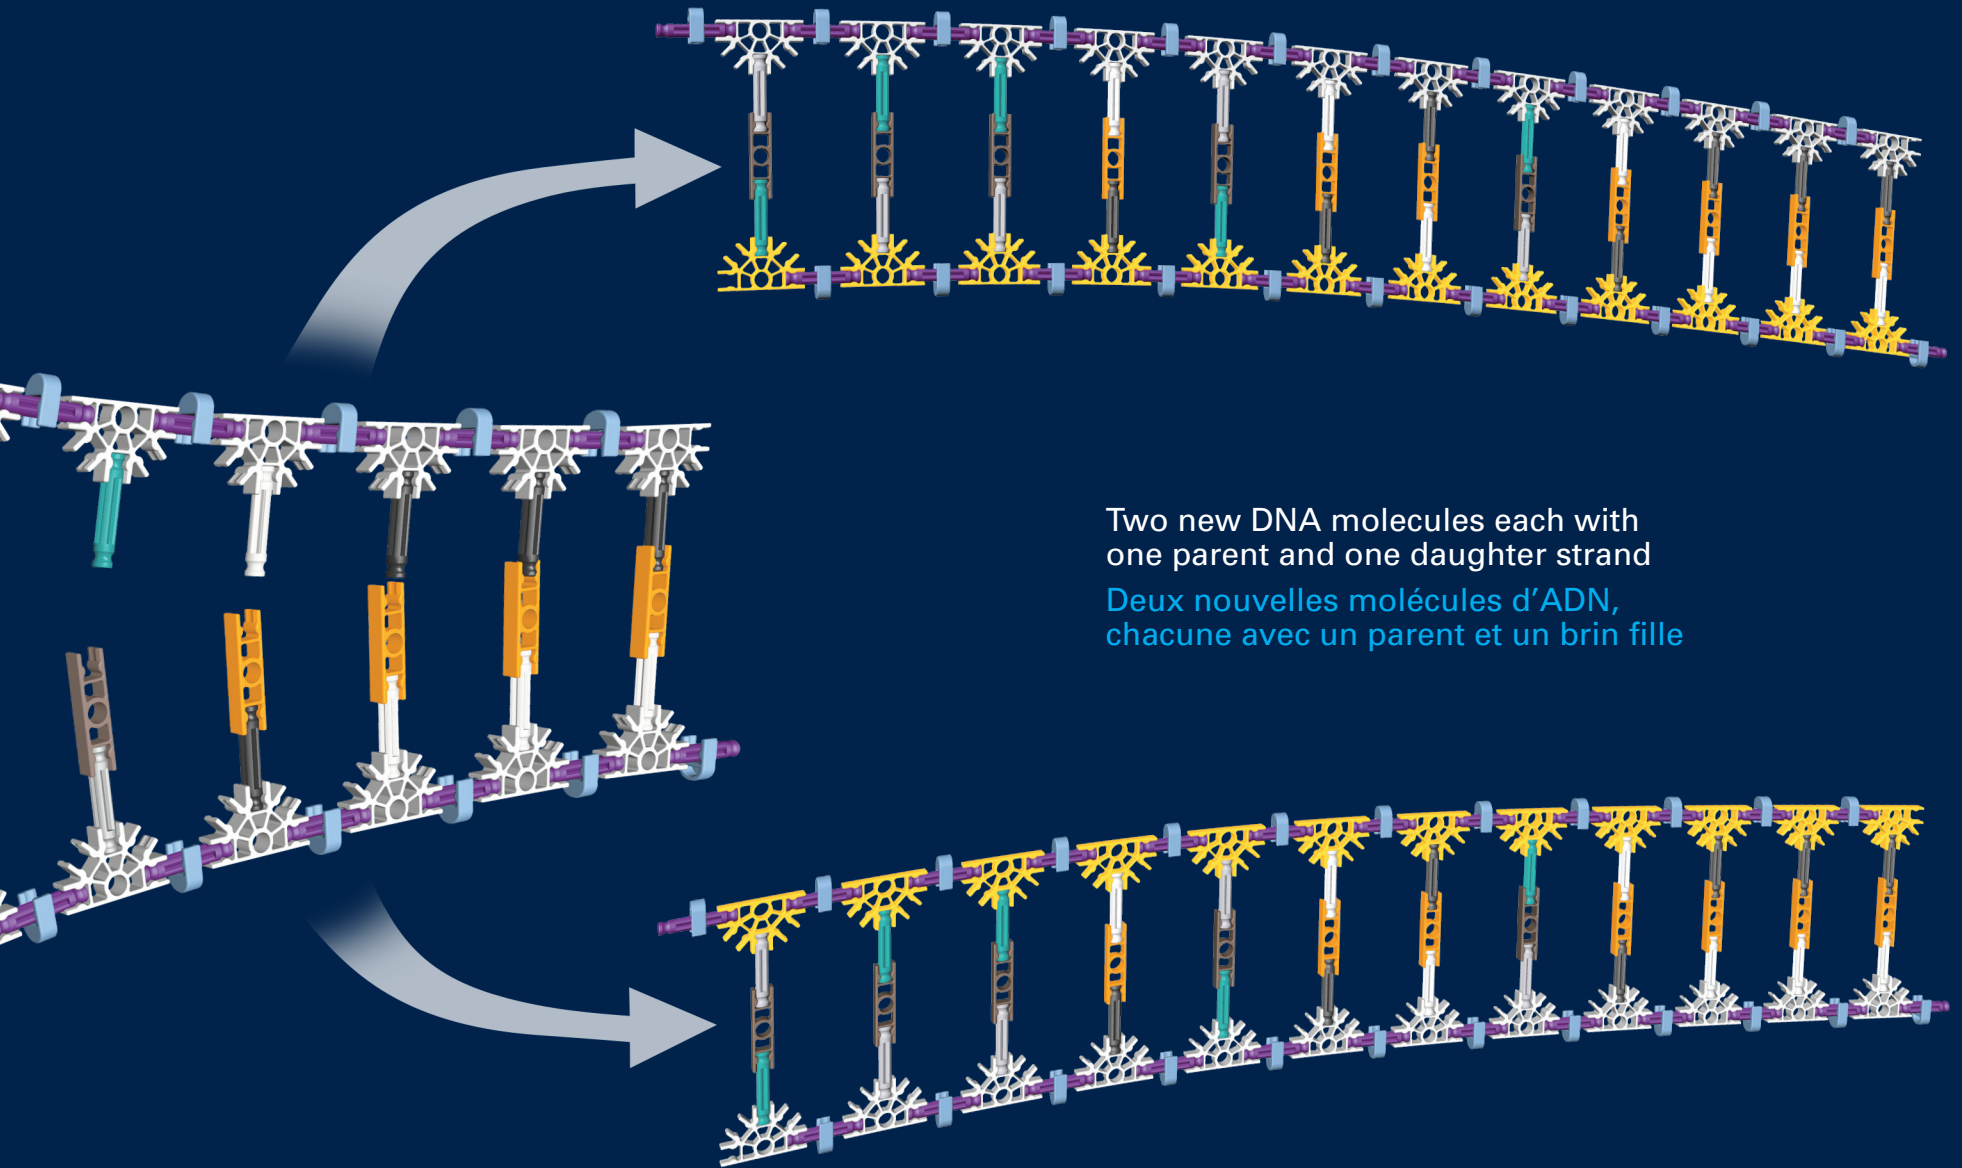 Two new DNA molecules each with
one parent and one daughter strand
Deux nouvelles molécules d’ADN,
chacune avec un parent et un brin fille